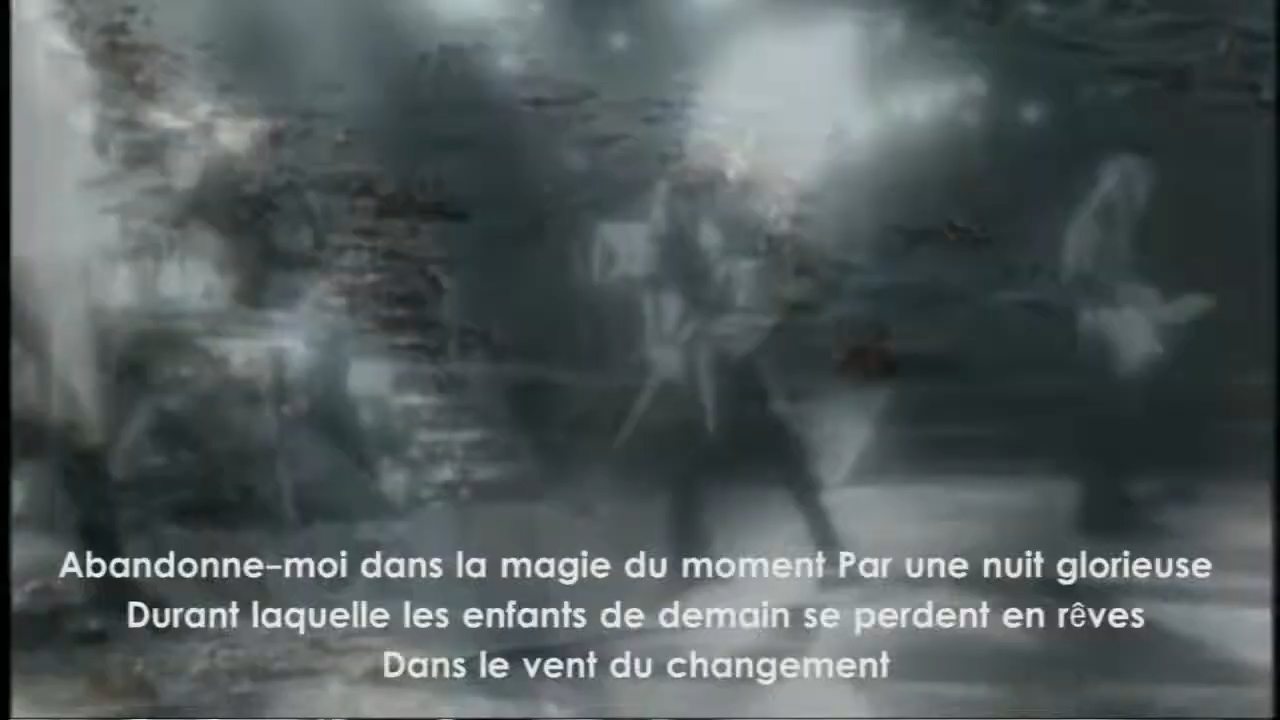 Abandonne-moi dans la magie du moment Par une nuit glorieuse
Durant laquelle les enfants de demain se perdent en rêves
Dans le vent du changement